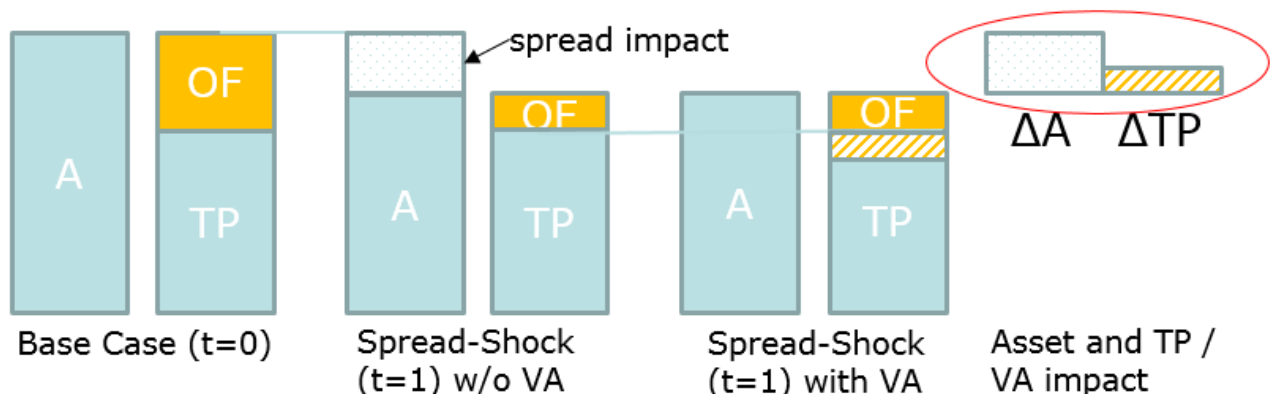 spread impact
A
OF
TP
A
OF
TP
A
OF
TP
ΔA ΔTP
Base Case (t=0)
Spread-Shock
(t=1) w/o VA
Spread-Shock
(t=1) with VA
Asset and TP /
VA impact